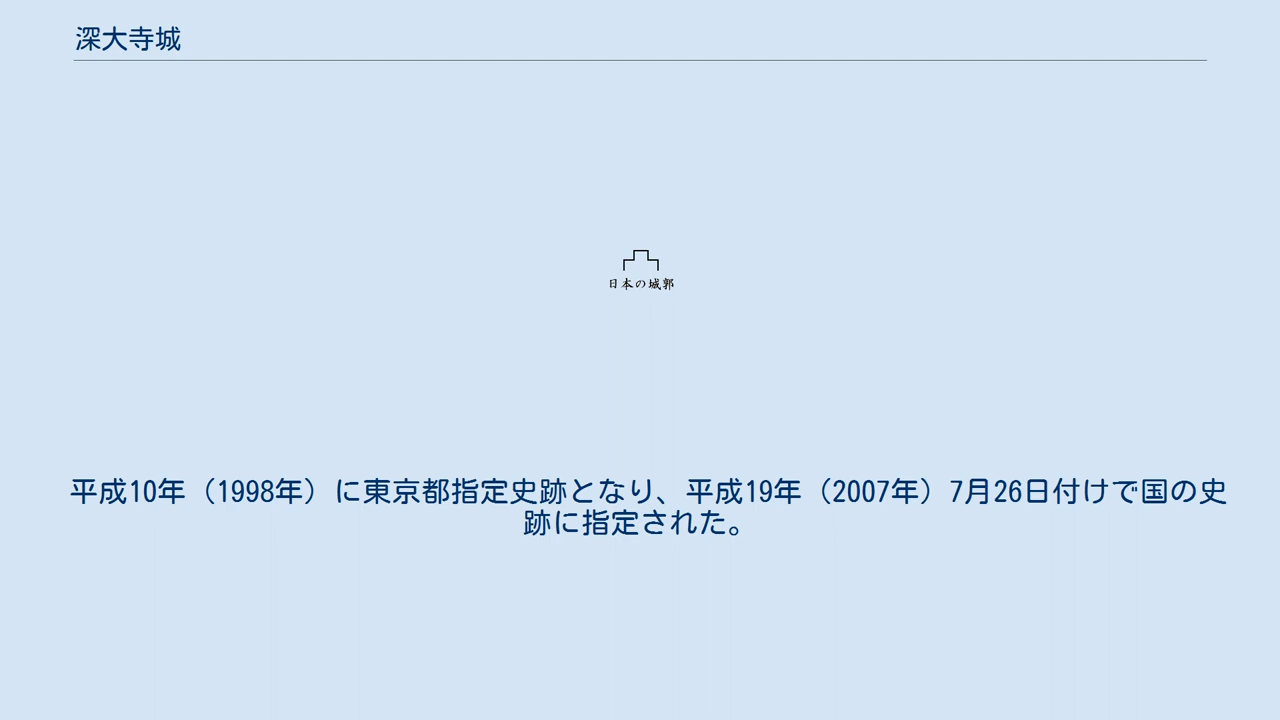 深大寺城
日本の城郭
平成10年（1998年）に東京都指定史跡となり、平成19年（2007年）7月26日付けで国の史
跡に指定された。